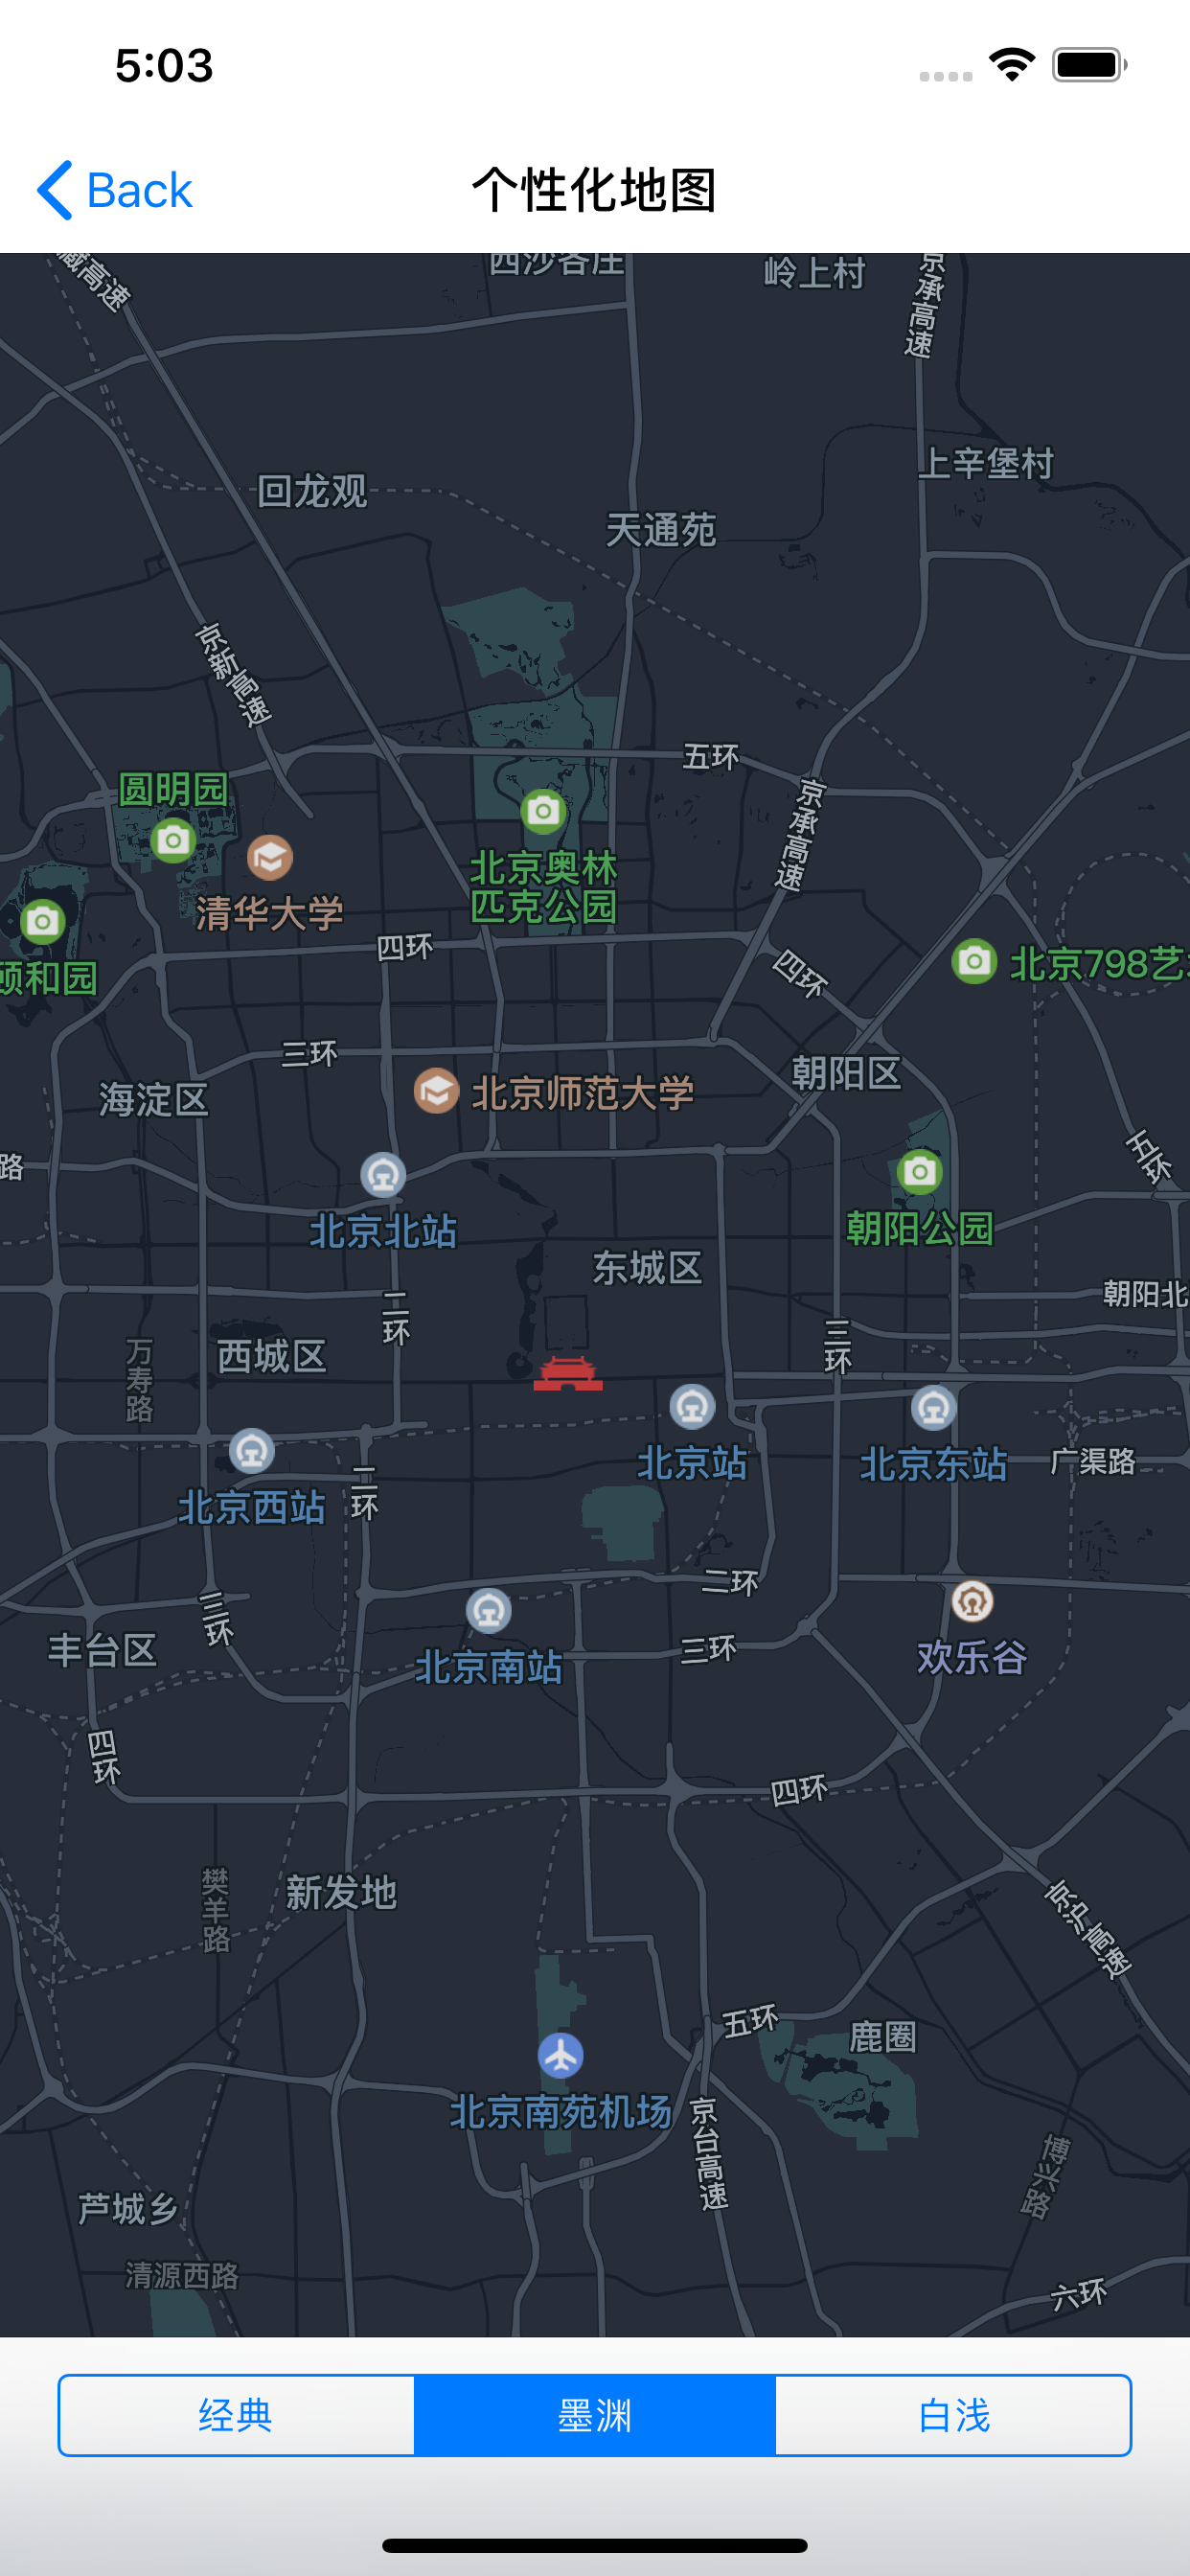 5:03
Back
个性化地图
藏高速
西沙各庄
岭上村
京承高速
上辛堡村
回龙观
天通苑
京新高速
五环
圆明园
京承高速
清华大学
北京奥林
匹克公园
四环
四环
北京798艺
颐和园
三环
朝阳区
北京师范大学
海淀区
五环
路
朝阳公园
北京北站
东城区
朝阳北
二环
三环
万寿路
西城区
北京站
北京东站
广渠路
北京西站
二环
二环
三环
丰台区
三环
北京南站
欢乐谷
四环
四环
新发地
樊羊路
京沪高速
五环
鹿圈
北京南苑机场
京台高速
博兴路
芦城乡
清源西路
六环
经典
墨渊
白浅